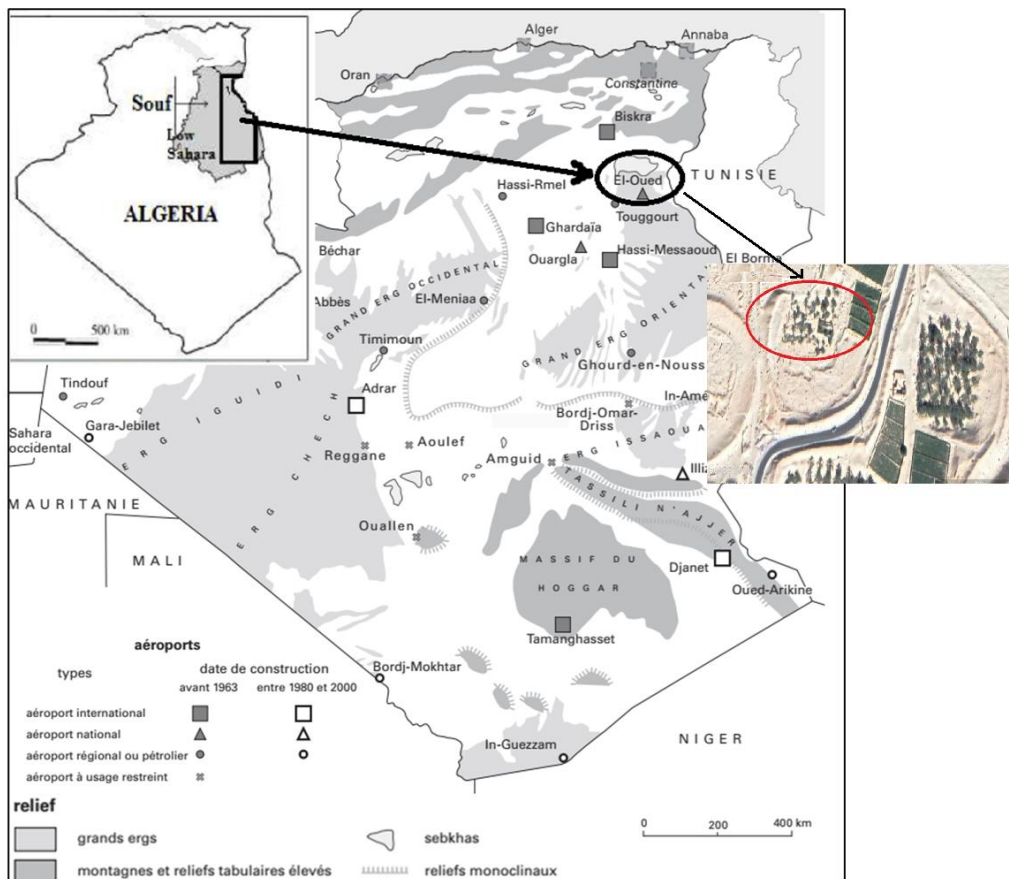 Souf
Low
Sahara
ALGERIA
0 500 km
Alger
Annaba
Oran
Constantine
Biskra
El-Oued
TUNISIE
Hassi-Rmel
Touggourt
Ghardaïa
Ouargla
Hassi-Messaoud
El Borma
Béchar
GRAND ERG OCCIDENTAL
Abbès
El-Meniaa
GRAND ERG ORIENTAL
Timimoun
Ghourd-en-Nouss
Tindouf
Adrar
Bordj-Omar-
Driss
In-Amé
Gara-Jebilet
ERG IGUIDI
Sahara
occidental
ERG CHECH
Reggane
Aoulef
Amguid
ERG ISSAOUA
Illiz
TASSILI N'AJJER
MAURITANIE
Ouallen
MALI
MASSIF DU
HOGGAR
Djanet
Oued-Arikine
Tamanghasset
Bordj-Mokhtar
In-Guezzam
NIGER
aéroports
types
date de construction
avant 1963 entre 1980 et 2000
aéroport international
aéroport national
aéroport régional ou pétrolier
aéroport à usage restreint
relief
grands ergs
sebkhas
montagnes et reliefs tabulaires élevés
reliefs monoclinaux
0 200 400 km